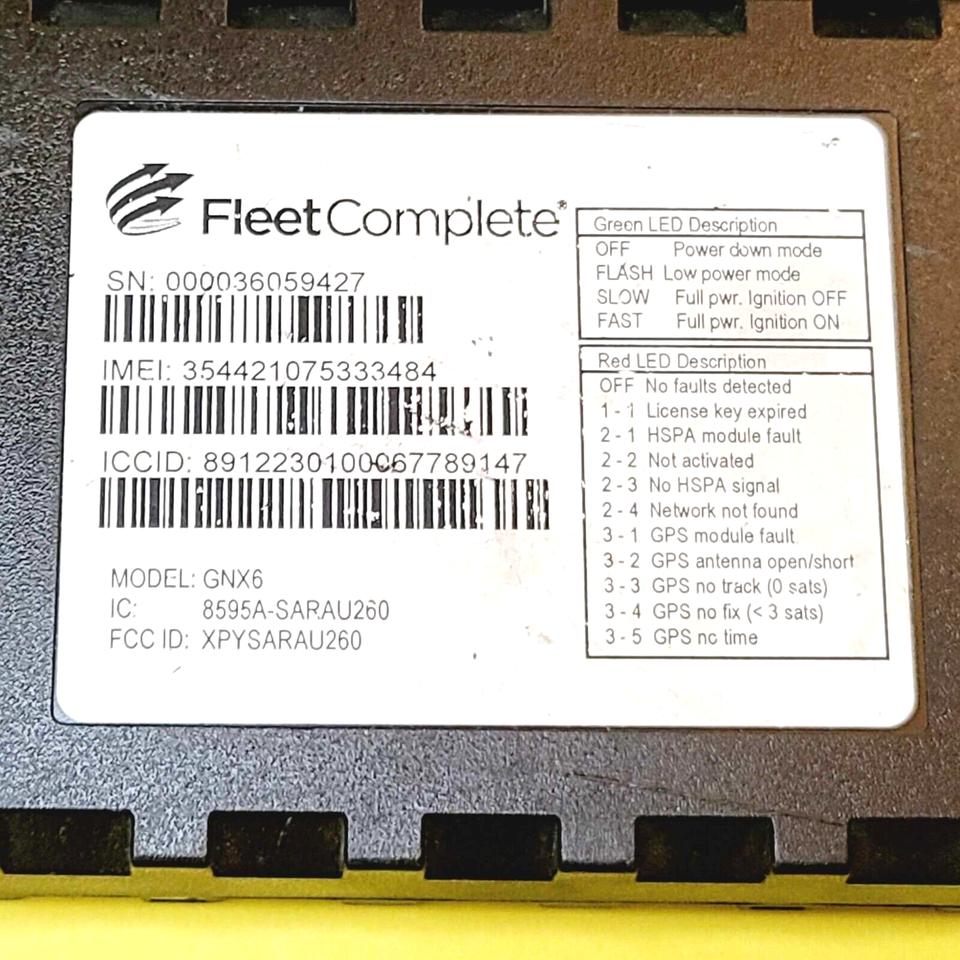 FleetComplete®
SN: 000036059427
IMEI: 354421075333484
ICCID: 8912230100067789147
MODEL: GNX6
IC: 8595A-SARAU260
FCC ID: XPYSARAU260
Green LED Description
OFF Power down mode
FLASH Low power mode
SLOW Full pwr. Ignition OFF
FAST Full pwr. Ignition ON
Red LED Description
OFF No faults detected
1 - 1 License key expired
2 - 1 HSPA module fault
2 - 2 Not activated
2 - 3 No HSPA signal
2 - 4 Network not found
3 - 1 GPS module fault
3 - 2 GPS antenna open/short
3 - 3 GPS no track (0 sats)
3 - 4 GPS no fix (< 3 sats)
3 - 5 GPS no time